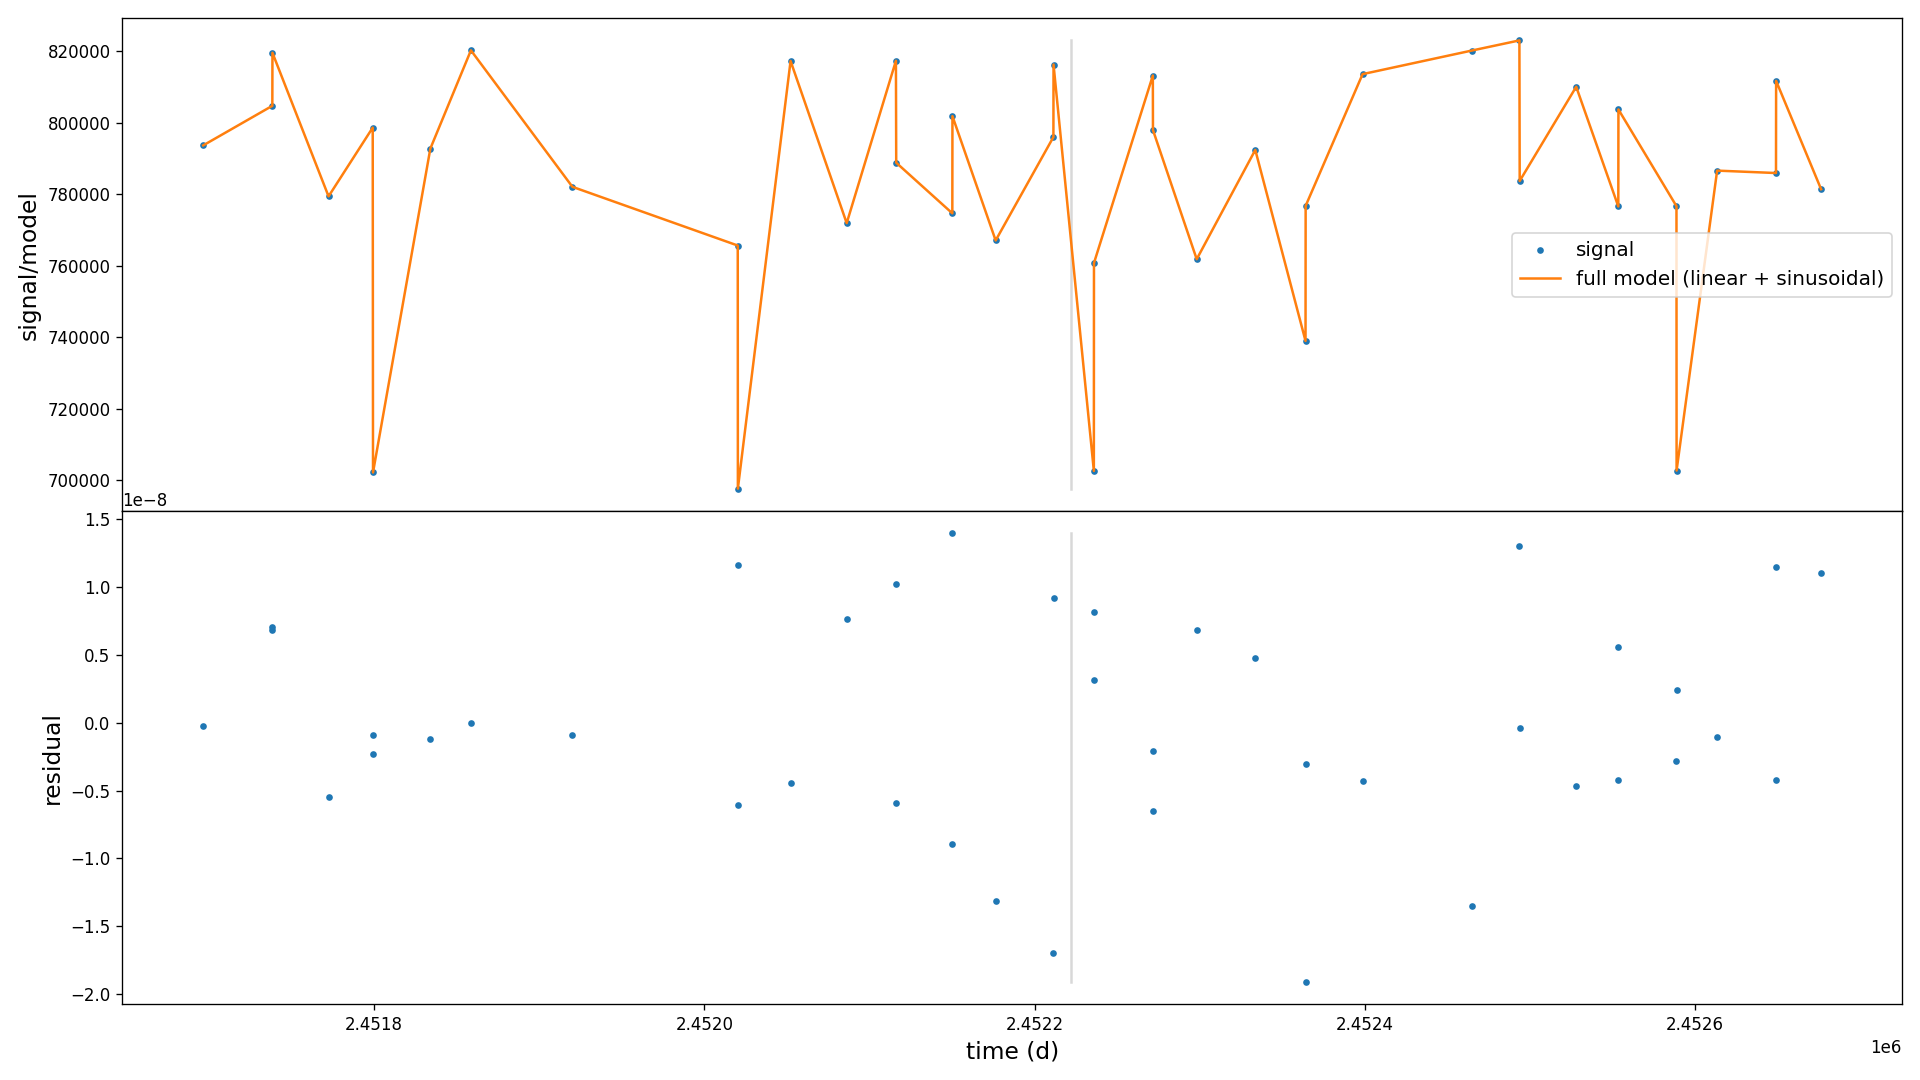 820000
800000
780000
760000
740000
720000
700000
signal/model
signal
full model (linear + sinusoidal)
1e−8
1.5
1.0
0.5
0.0
−0.5
−1.0
−1.5
−2.0
residual
2.4518
2.4520
2.4522
2.4524
2.4526
time (d)
1e6